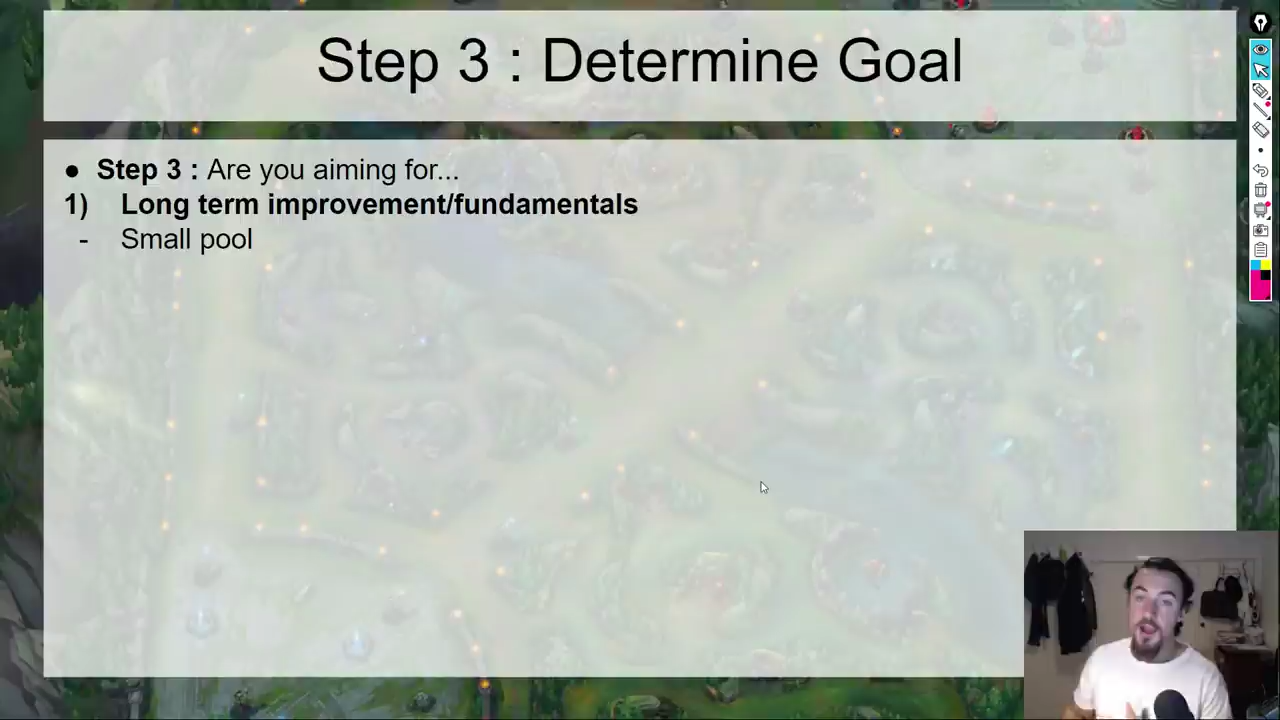 Step 3 : Determine Goal
● Step 3 : Are you aiming for...
1) Long term improvement/fundamentals
- Small pool